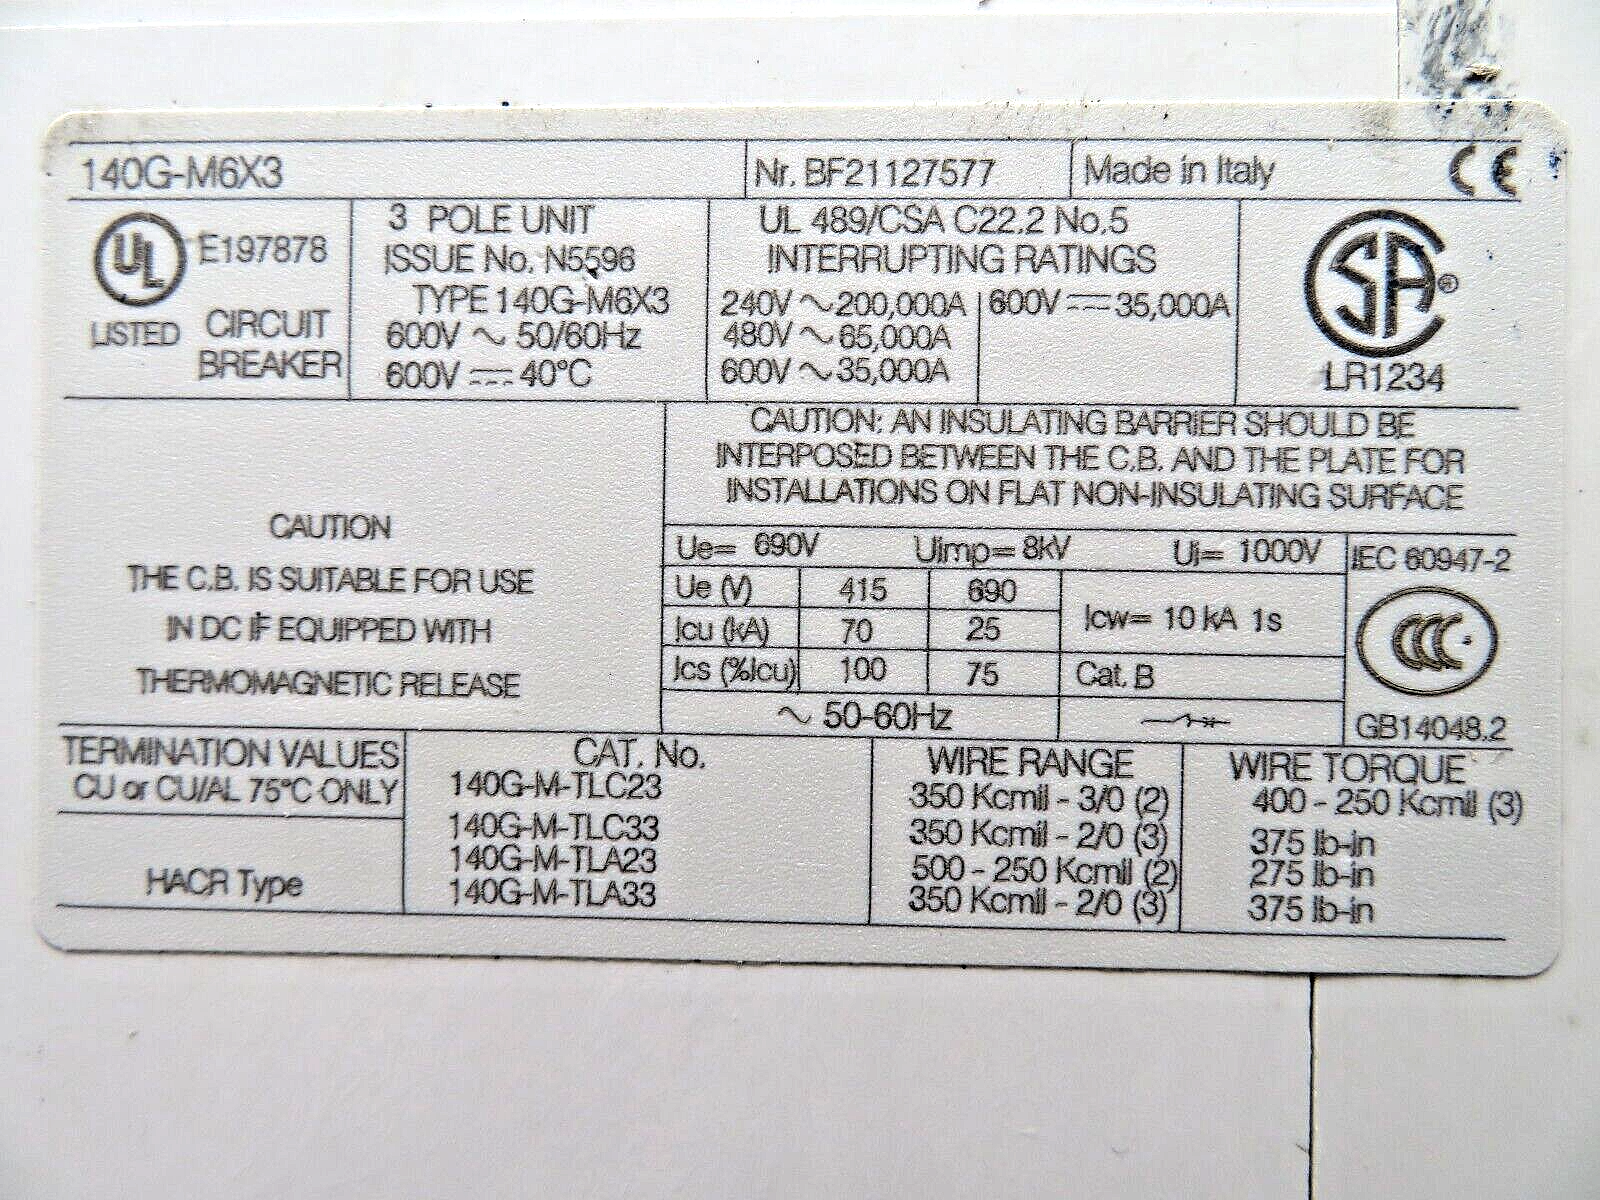 140G-M6X3 Nr. BF21127577 Made in Italy CE
UL E197878
LISTED CIRCUIT
BREAKER
3 POLE UNIT
ISSUE No. N5596
TYPE 140G-M6X3
600V ~ 50/60Hz
600V ⎓ 40°C
UL 489/CSA C22.2 No.5
INTERRUPTING RATINGS
240V ~ 200,000A 600V ⎓ 35,000A
480V ~ 65,000A
600V ~ 35,000A
SA ®
LR1234
CAUTION
THE C.B. IS SUITABLE FOR USE
IN DC IF EQUIPPED WITH
THERMOMAGNETIC RELEASE
CAUTION: AN INSULATING BARRIER SHOULD BE
INTERPOSED BETWEEN THE C.B. AND THE PLATE FOR
INSTALLATIONS ON FLAT NON-INSULATING SURFACE
Ue= 690V Uimp= 8kV Ui= 1000V
Ue (V) 415 690
Icu (kA) 70 25
Ics (%Icu) 100 75
Icw= 10 kA 1s
Cat. B
~ 50-60Hz
IEC 60947-2
CCC
GB14048.2
TERMINATION VALUES
CU or CU/AL 75°C ONLY
HACR Type
CAT. No.
140G-M-TLC23
140G-M-TLC33
140G-M-TLA23
140G-M-TLA33
WIRE RANGE
350 Kcmil - 3/0 (2)
350 Kcmil - 2/0 (3)
500 - 250 Kcmil (2)
350 Kcmil - 2/0 (3)
WIRE TORQUE
400 - 250 Kcmil (3)
375 lb-in
275 lb-in
375 lb-in